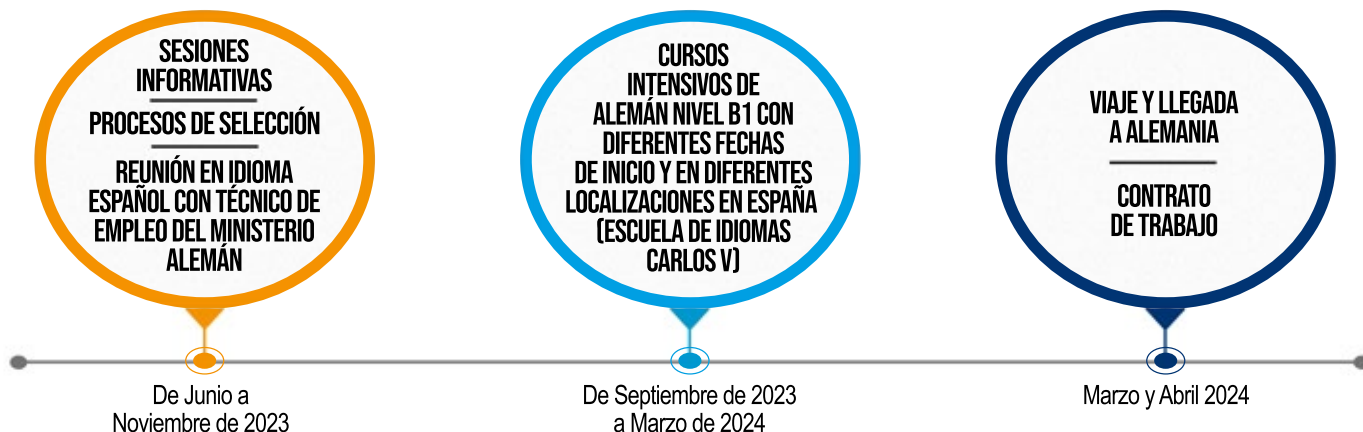 SESIONES
INFORMATIVAS
PROCESOS DE SELECCIÓN
REUNIÓN EN IDIOMA
ESPAÑOL CON TÉCNICO DE
EMPLEO DEL MINISTERIO
ALEMÁN
De Junio a
Noviembre de 2023
CURSOS
INTENSIVOS DE
ALEMÁN NIVEL B1 CON
DIFERENTES FECHAS
DE INICIO Y EN DIFERENTES
LOCALIZACIONES EN ESPAÑA
(ESCUELA DE IDIOMAS
CARLOS V)
De Septiembre de 2023
a Marzo de 2024
VIAJE Y LLEGADA
A ALEMANIA
CONTRATO
DE TRABAJO
Marzo y Abril 2024